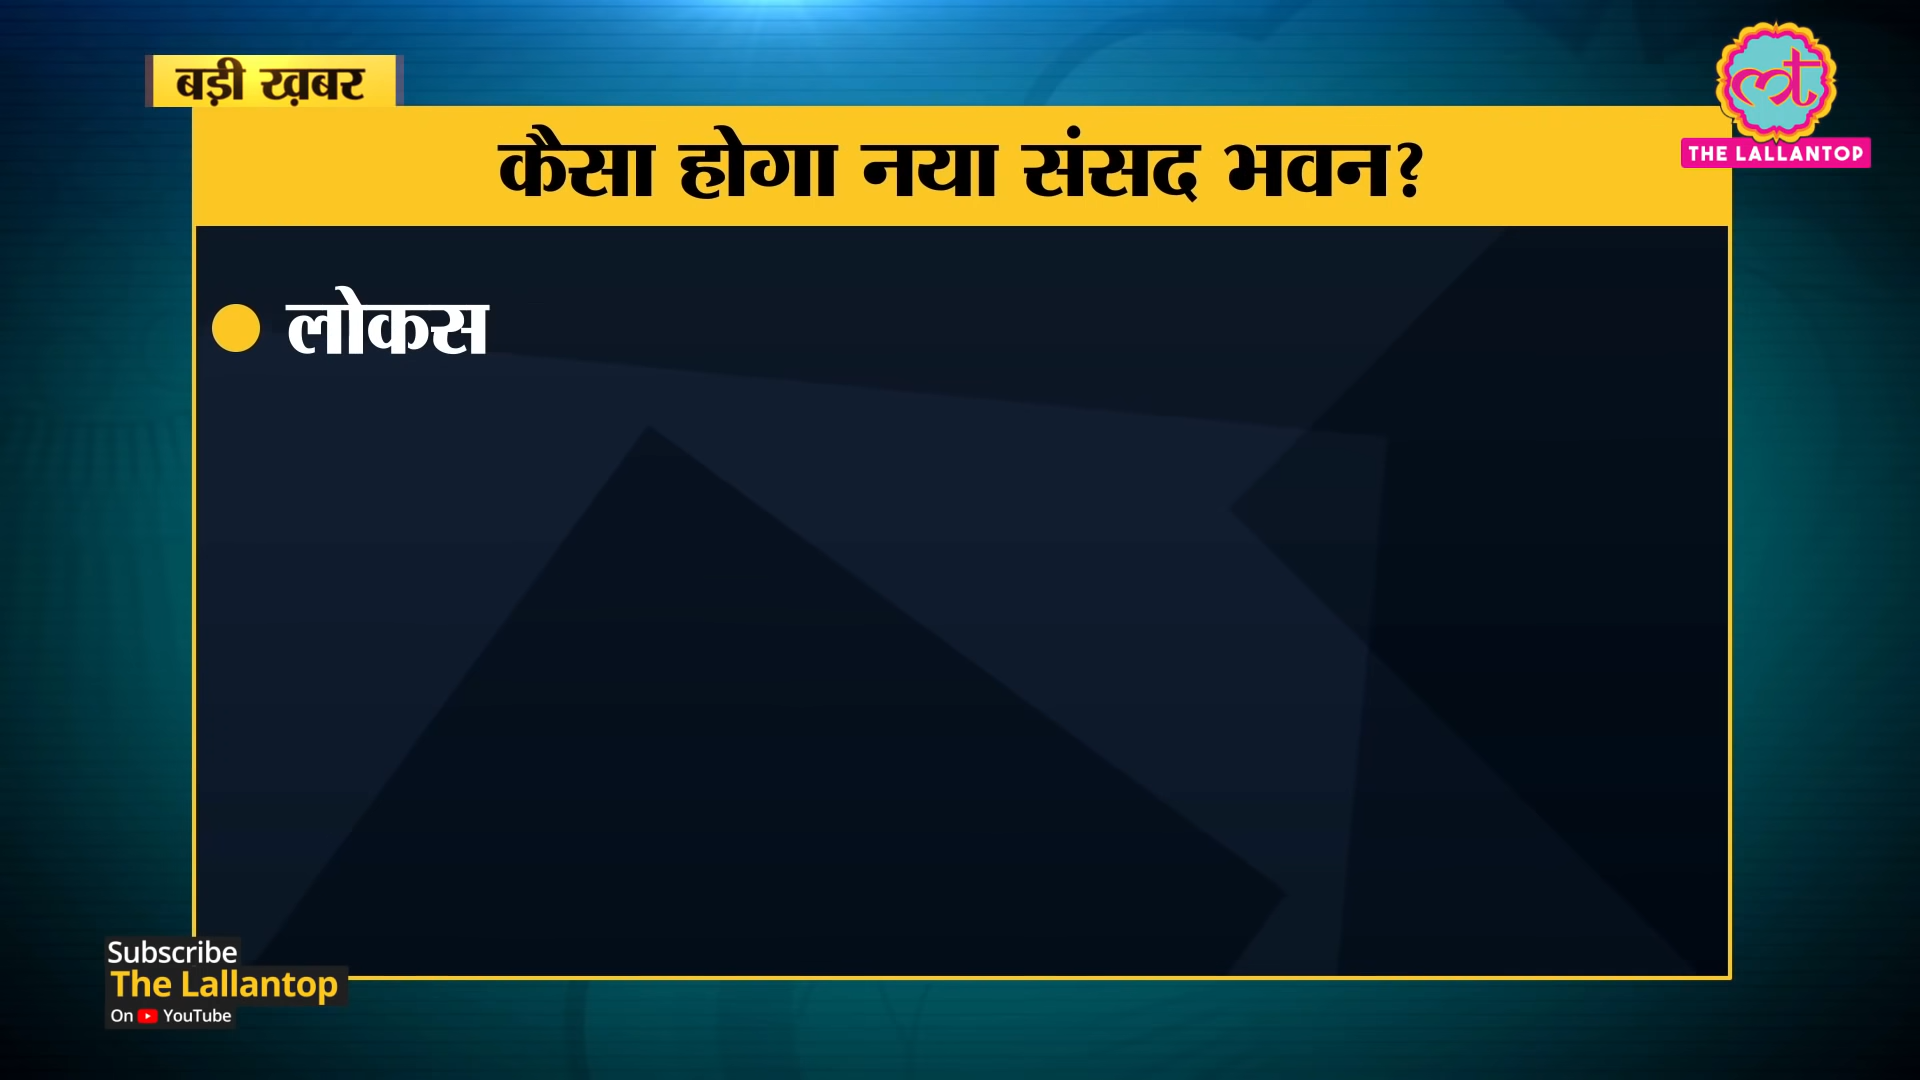 बड़ी ख़बर
THE LALLANTOP
कैसा होगा नया संसद भवन?
लोकस
Subscribe
The Lallantop
On YouTube